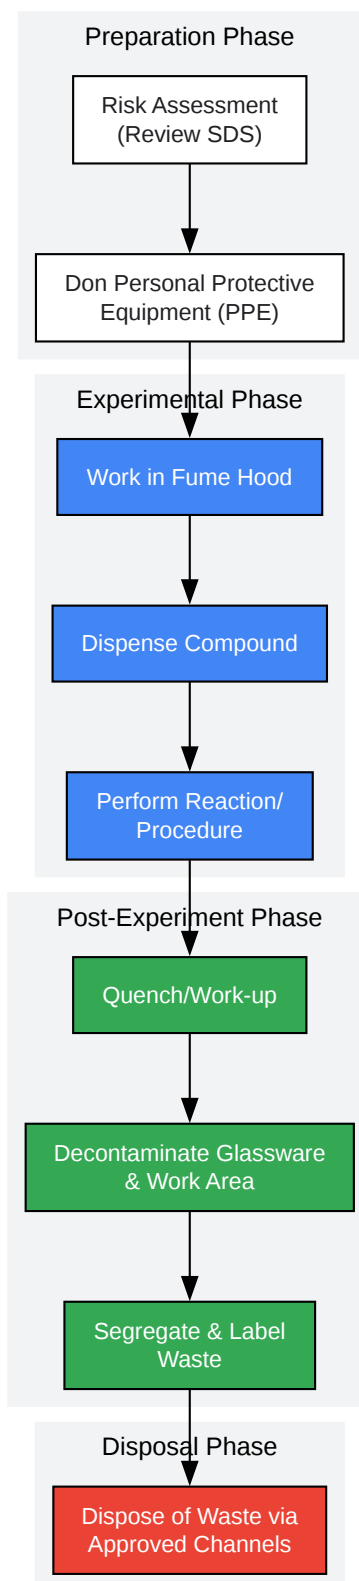 Preparation Phase
Risk Assessment
(Review SDS)
Don Personal Protective
Equipment (PPE)
Experimental Phase
Work in Fume Hood
Dispense Compound
Perform Reaction/
Procedure
Post-Experiment Phase
Quench/Work-up
Decontaminate Glassware
& Work Area
Segregate & Label
Waste
Disposal Phase
Dispose of Waste via
Approved Channels